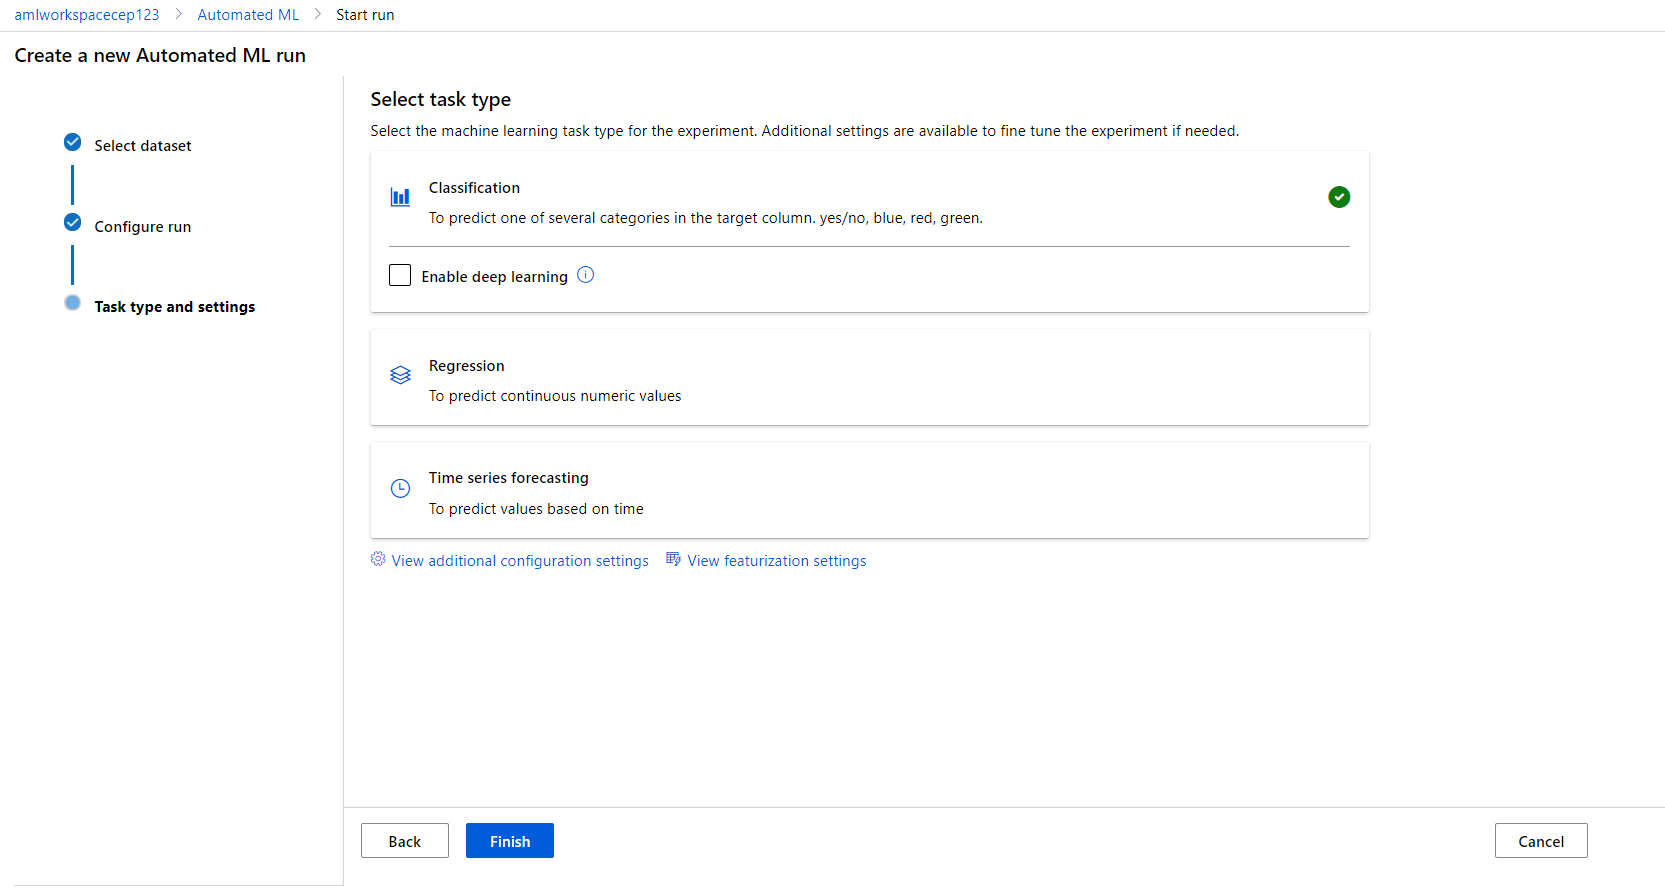 amlworkspacecep123 > Automated ML > Start run
Create a new Automated ML run
Select dataset
Configure run
Task type and settings
Select task type
Select the machine learning task type for the experiment. Additional settings are available to fine tune the experiment if needed.
Classification
To predict one of several categories in the target column. yes/no, blue, red, green.
Enable deep learning
Regression
To predict continuous numeric values
Time series forecasting
To predict values based on time
View additional configuration settings View featurization settings
Back Finish Cancel